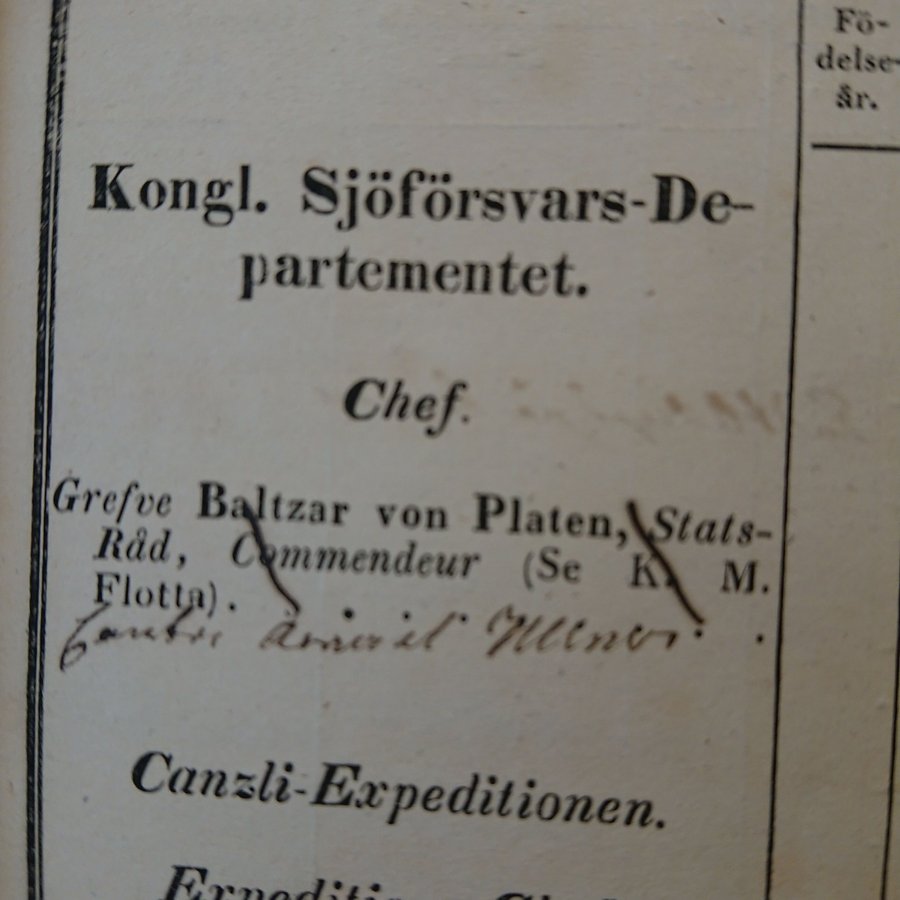 Fö-
delse-
år.
Kongl. Sjöförsvars-De-
partementet.
Chef.
Grefve Baltzar von Platen, Stats-
Råd, Commendeur (Se K. M.
Flotta).
Canzli-Expeditionen.